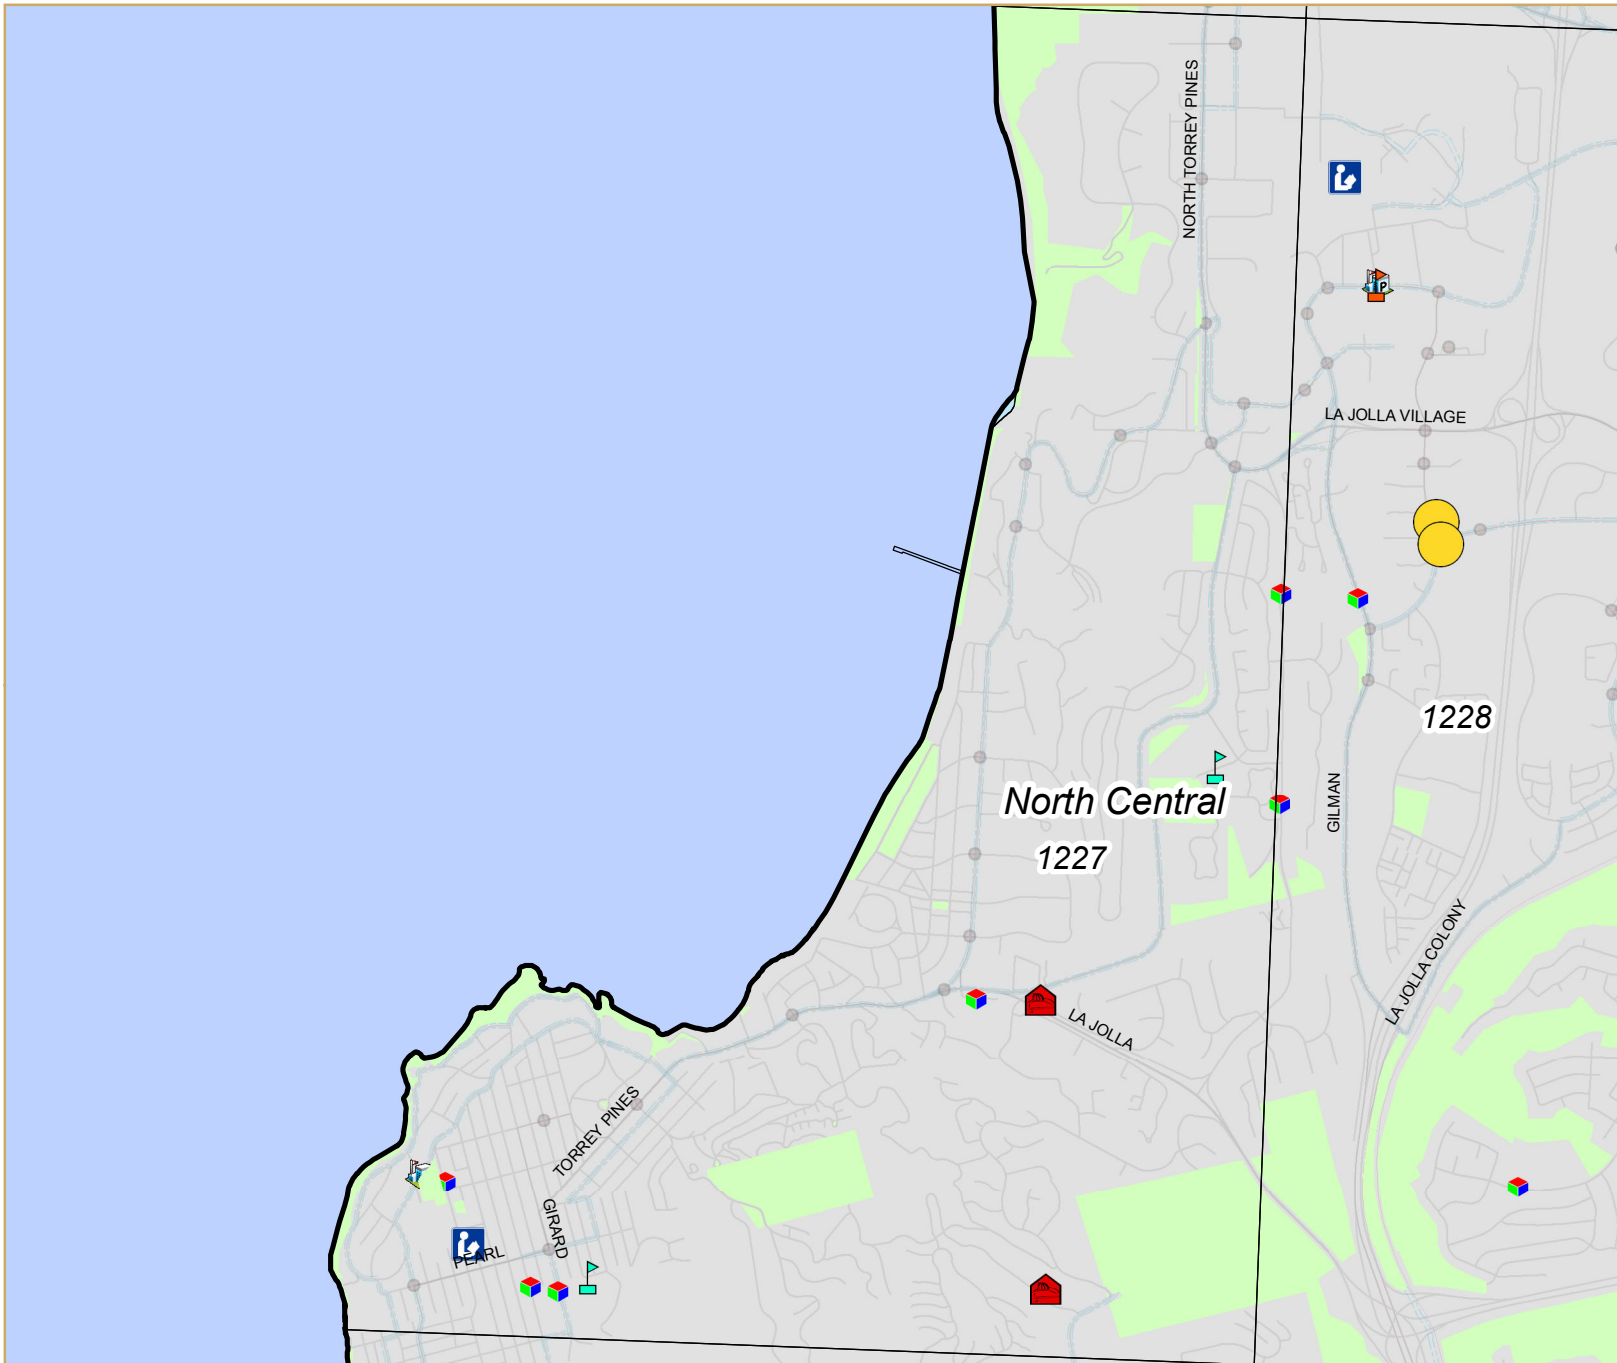 NORTH TORREY PINES
P
LA JOLLA VILLAGE
1228
North Central
GILMAN
1227
LA JOLLA COLONY
LA JOLLA
TORREY PINES
GIRARD
PEARL